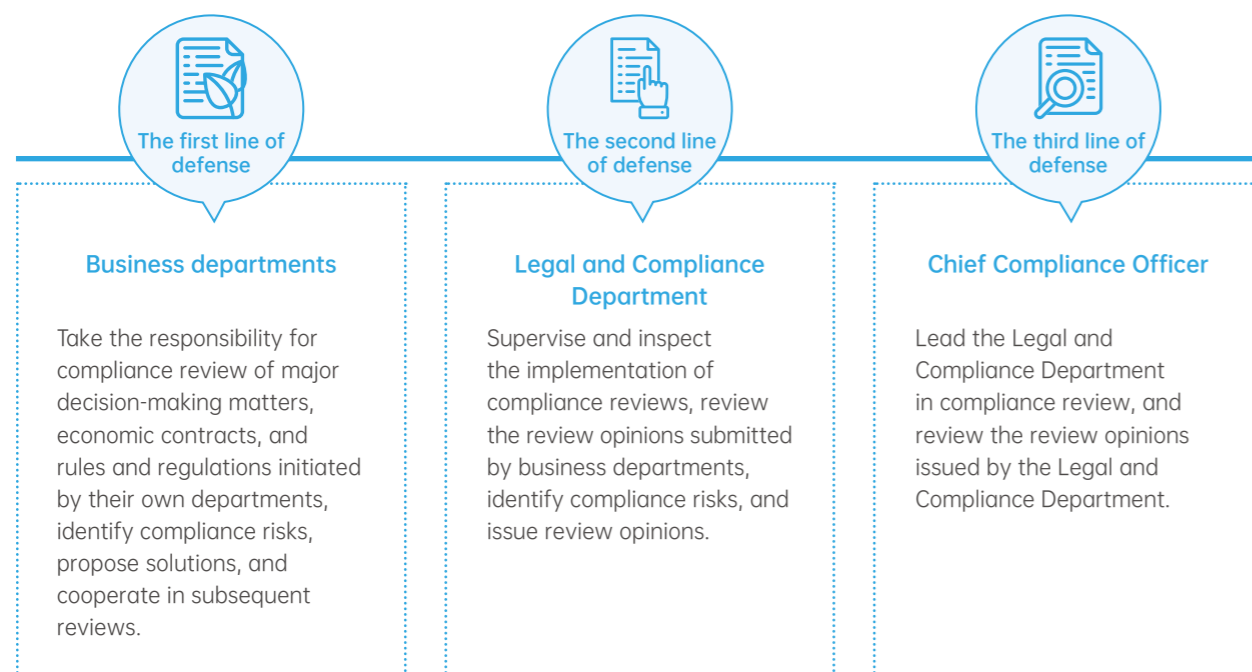 The first line of
defense
Business departments
Take the responsibility for
compliance review of major
decision-making matters,
economic contracts, and
rules and regulations initiated
by their own departments,
identify compliance risks,
propose solutions, and
cooperate in subsequent
reviews.
The second line
of defense
Legal and Compliance
Department
Supervise and inspect
the implementation of
compliance reviews, review
the review opinions submitted
by business departments,
identify compliance risks, and
issue review opinions.
The third line of
defense
Chief Compliance Officer
Lead the Legal and
Compliance Department
in compliance review, and
review the review opinions
issued by the Legal and
Compliance Department.